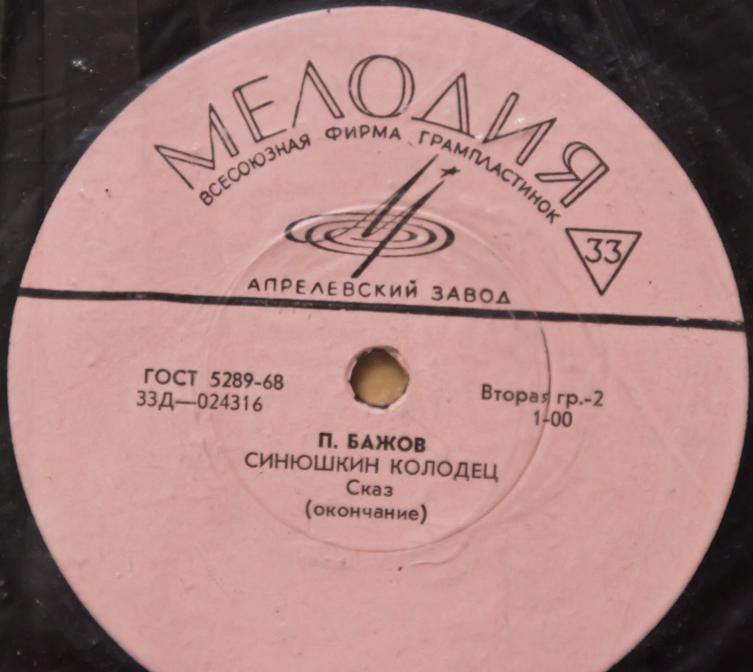 МЕЛОДИЯ
ВСЕСОЮЗНАЯ ФИРМА ГРАМПЛАСТИНОК
33
АПРЕЛЕВСКИЙ ЗАВОД
ГОСТ 5289-68
33Д—024316
Вторая гр.-2
1-00
П. БАЖОВ
СИНЮШКИН КОЛОДЕЦ
Сказ
(окончание)